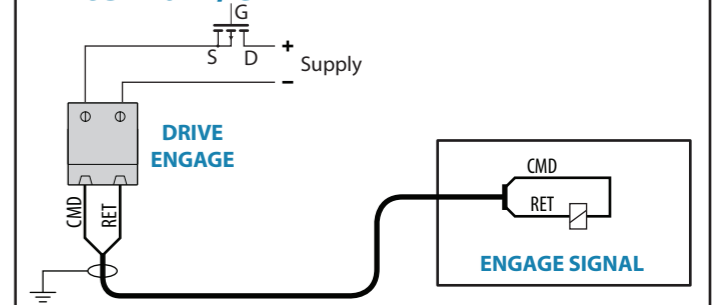 G
S
D
+
−
Supply
DRIVE
ENGAGE
CMD
RET
CMD
RET
ENGAGE SIGNAL